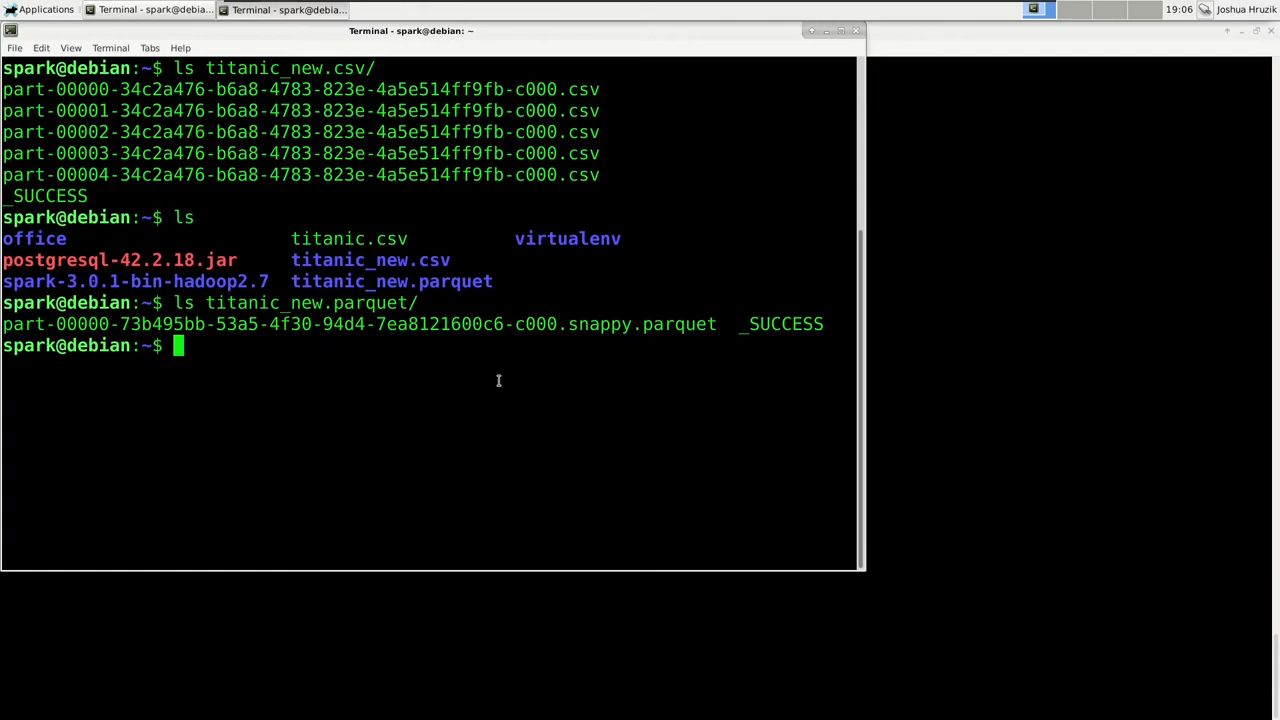 Applications Terminal - spark@debia... Terminal - spark@debia... 19:06 Joshua Hruzik
Terminal - spark@debian: ~
File Edit View Terminal Tabs Help
spark@debian:~$ ls titanic_new.csv/
part-00000-34c2a476-b6a8-4783-823e-4a5e514ff9fb-c000.csv
part-00001-34c2a476-b6a8-4783-823e-4a5e514ff9fb-c000.csv
part-00002-34c2a476-b6a8-4783-823e-4a5e514ff9fb-c000.csv
part-00003-34c2a476-b6a8-4783-823e-4a5e514ff9fb-c000.csv
part-00004-34c2a476-b6a8-4783-823e-4a5e514ff9fb-c000.csv
_SUCCESS
spark@debian:~$ ls
office titanic.csv virtualenv
postgresql-42.2.18.jar titanic_new.csv
spark-3.0.1-bin-hadoop2.7 titanic_new.parquet
spark@debian:~$ ls titanic_new.parquet/
part-00000-73b495bb-53a5-4f30-94d4-7ea8121600c6-c000.snappy.parquet _SUCCESS
spark@debian:~$